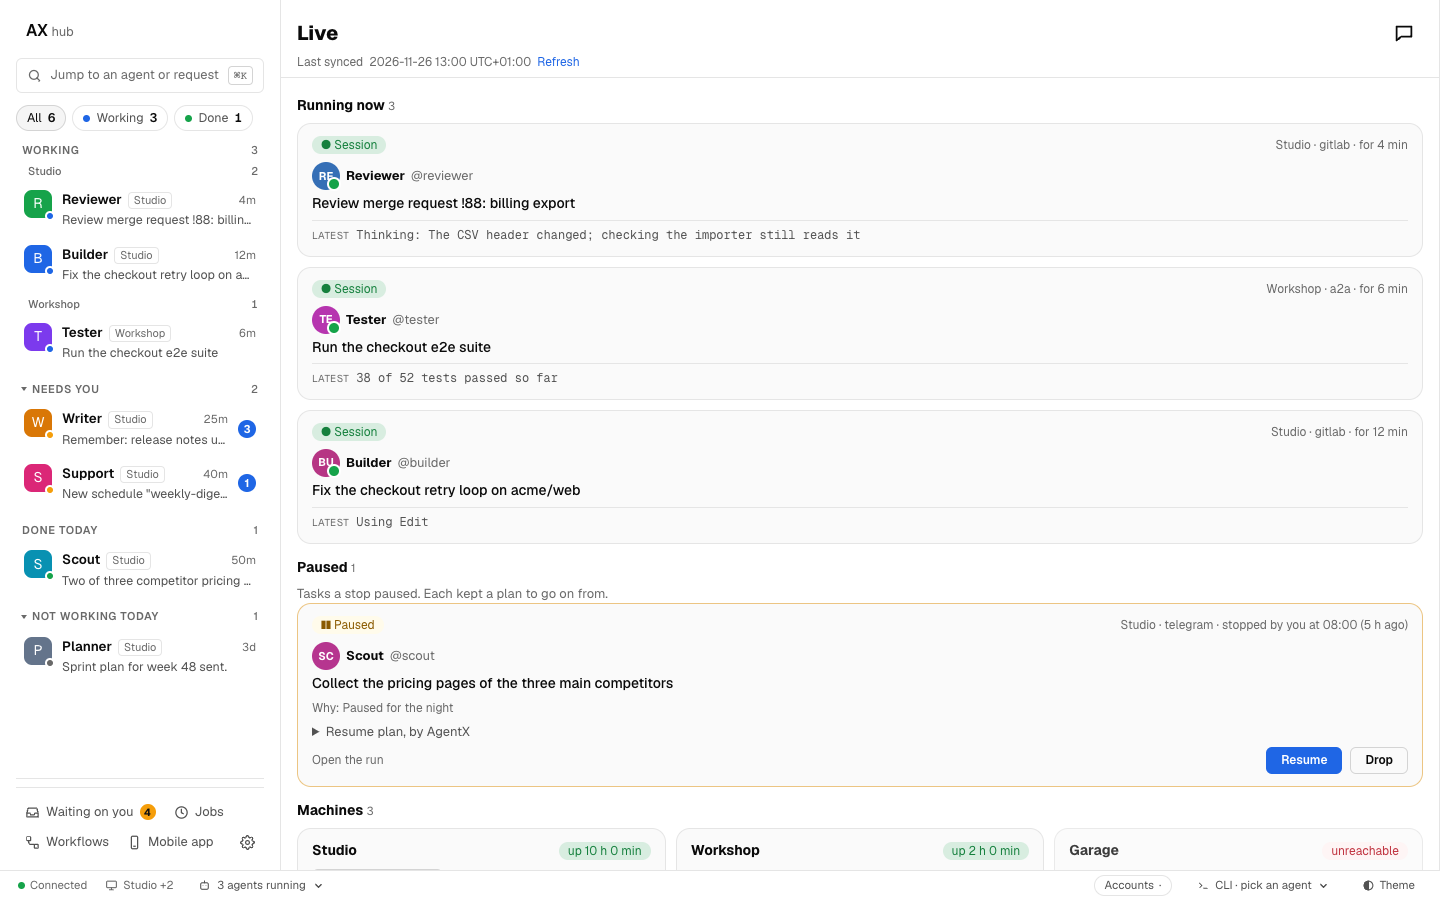 AX hub
Jump to an agent or request ⌘K
All 6 Working 3 Done 1
WORKING 3
Studio 2
R Reviewer Studio 4m
Review merge request !88: billin...
B Builder Studio 12m
Fix the checkout retry loop on a...
Workshop 1
T Tester Workshop 6m
Run the checkout e2e suite
NEEDS YOU 2
W Writer Studio 25m
Remember: release notes u... 3
S Support Studio 40m
New schedule "weekly-dige... 1
DONE TODAY 1
S Scout Studio 50m
Two of three competitor pricing ...
NOT WORKING TODAY 1
P Planner Studio 3d
Sprint plan for week 48 sent.
Waiting on you 4 Jobs
Workflows Mobile app
Live
Last synced 2026-11-26 13:00 UTC+01:00 Refresh
Running now 3
Session Studio · gitlab · for 4 min
RE Reviewer @reviewer
Review merge request !88: billing export
LATEST Thinking: The CSV header changed; checking the importer still reads it
Session Workshop · a2a · for 6 min
TE Tester @tester
Run the checkout e2e suite
LATEST 38 of 52 tests passed so far
Session Studio · gitlab · for 12 min
BU Builder @builder
Fix the checkout retry loop on acme/web
LATEST Using Edit
Paused 1
Tasks a stop paused. Each kept a plan to go on from.
Paused Studio · telegram · stopped by you at 08:00 (5 h ago)
SC Scout @scout
Collect the pricing pages of the three main competitors
Why: Paused for the night
Resume plan, by AgentX
Open the run Resume Drop
Machines 3
Studio up 10 h 0 min Workshop up 2 h 0 min Garage unreachable
Connected Studio +2 3 agents running Accounts · CLI · pick an agent Theme